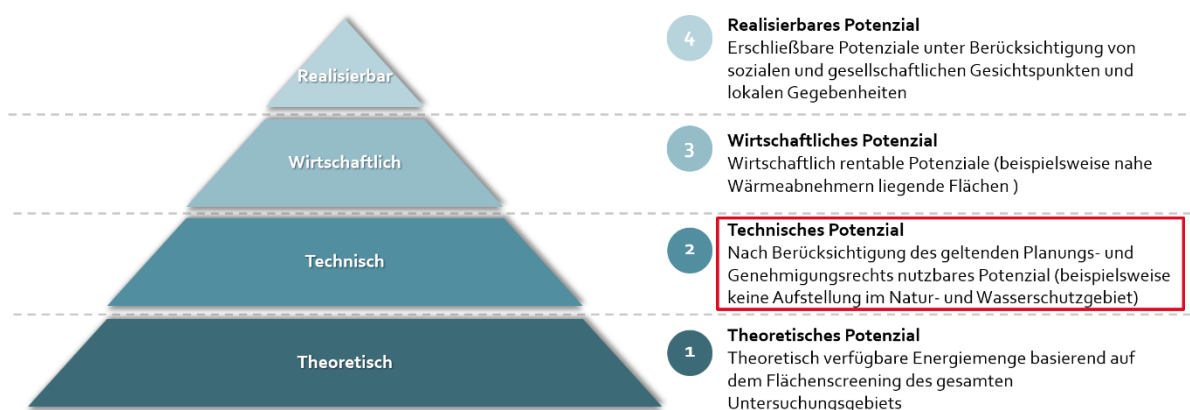 Realisierbar
4
Realisierbares Potenzial
Erschließbare Potenziale unter Berücksichtigung von
sozialen und gesellschaftlichen Gesichtspunkten und
lokalen Gegebenheiten
Wirtschaftlich
3
Wirtschaftliches Potenzial
Wirtschaftlich rentable Potenziale (beispielsweise nahe
Wärmeabnehmern liegende Flächen )
Technisch
2
Technisches Potenzial
Nach Berücksichtigung des geltenden Planungs- und
Genehmigungsrechts nutzbares Potenzial (beispielsweise
keine Aufstellung im Natur- und Wasserschutzgebiet)
Theoretisch
1
Theoretisches Potenzial
Theoretisch verfügbare Energiemenge basierend auf
dem Flächenscreening des gesamten
Untersuchungsgebiets